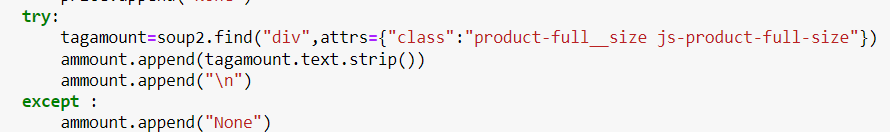 try:
tagamount=soup2.find("div",attrs={"class":"product-full__size js-product-full-size"})
ammount.append(tagamount.text.strip())
ammount.append("\n")
except :
ammount.append("None")